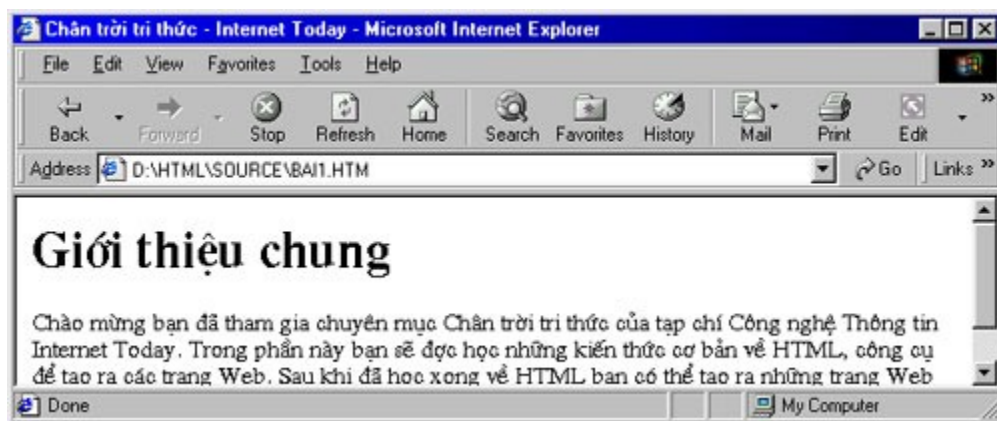 Chân trời tri thức - Internet Today - Microsoft Internet Explorer
File Edit View Favorites Tools Help
Back Forward Stop Refresh Home Search Favorites History Mail Print Edit »
Address D:\HTML\SOURCE\BAI1.HTM Go Links »
Giới thiệu chung
Chào mừng bạn đã tham gia chuyên mục Chân trời tri thức của tạp chí Công nghệ Thông tin
Internet Today. Trong phần này bạn sẽ đợc học những kiến thức cơ bản về HTML, công cụ
để tạo ra các trang Web. Sau khi đã học xong về HTML bạn có thể tạo ra những trang Web
Done My Computer